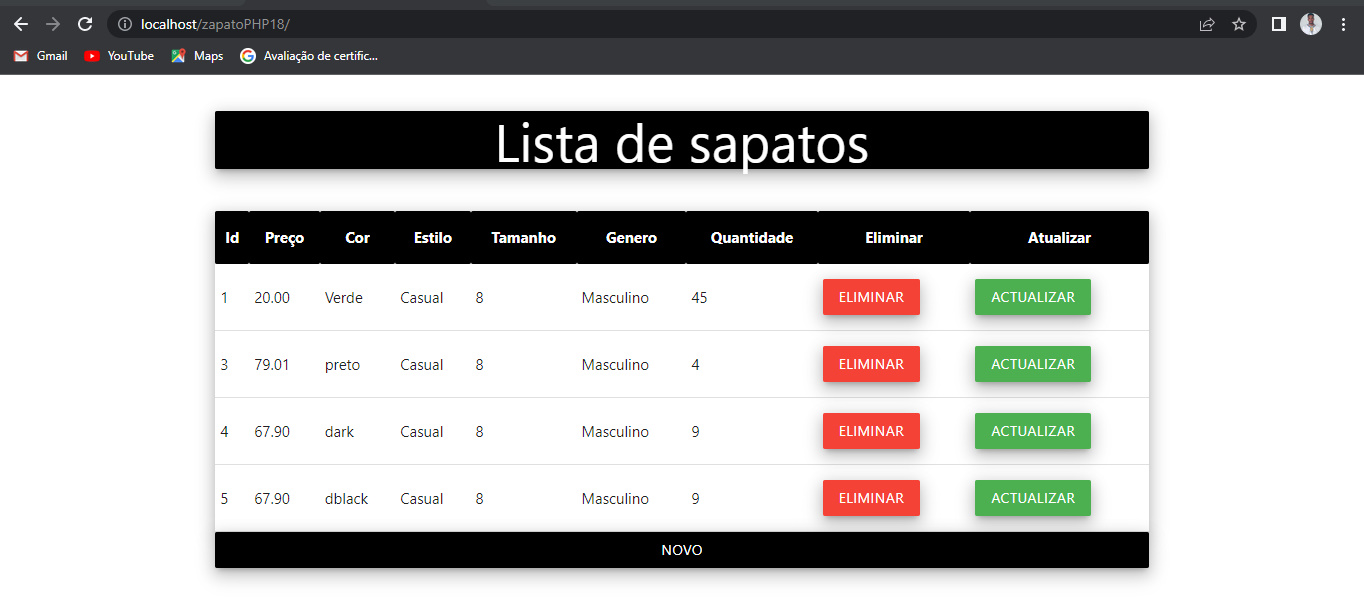 localhost/zapatoPHP18/
Gmail YouTube Maps Avaliação de certific...
Lista de sapatos
Id Preço Cor Estilo Tamanho Genero Quantidade Eliminar Atualizar
1 20.00 Verde Casual 8 Masculino 45 ELIMINAR ACTUALIZAR
3 79.01 preto Casual 8 Masculino 4 ELIMINAR ACTUALIZAR
4 67.90 dark Casual 8 Masculino 9 ELIMINAR ACTUALIZAR
5 67.90 dblack Casual 8 Masculino 9 ELIMINAR ACTUALIZAR
NOVO